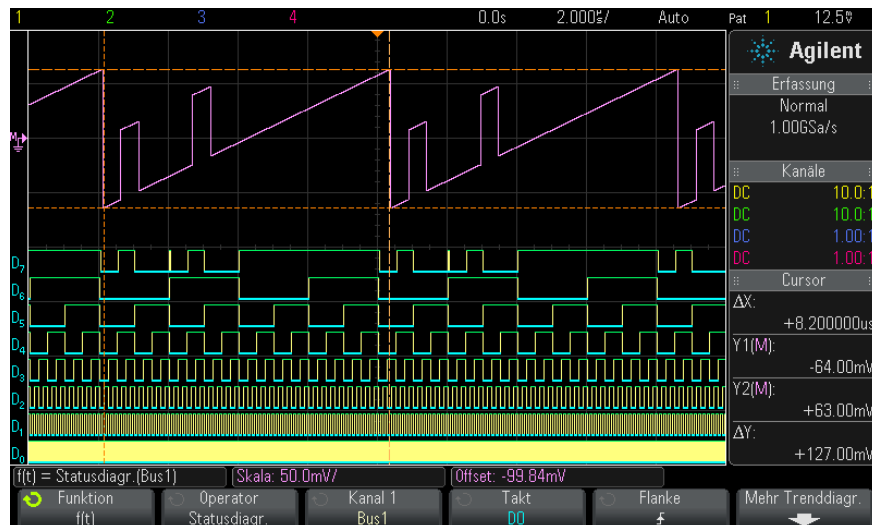 1 2 3 4 0.0s 2.000㎲/ Auto Pat 1 12.5V
Agilent
Erfassung
Normal
1.00GSa/s
Kanäle
DC 10.0:1
DC 10.0:1
DC 1.00:1
DC 1.00:1
Cursor
ΔX:
+8.200000us
Y1(M):
-64.00mV
Y2(M):
+63.00mV
ΔY:
+127.00mV
M
D7
D6
D5
D4
D3
D2
D1
D0
f(t) = Statusdiagr.(Bus1) Skala: 50.0mV/ Offset: -99.84mV
Funktion Operator Kanal 1 Takt Flanke Mehr Trenddiagr.
f(t) Statusdiagr. Bus1 D0